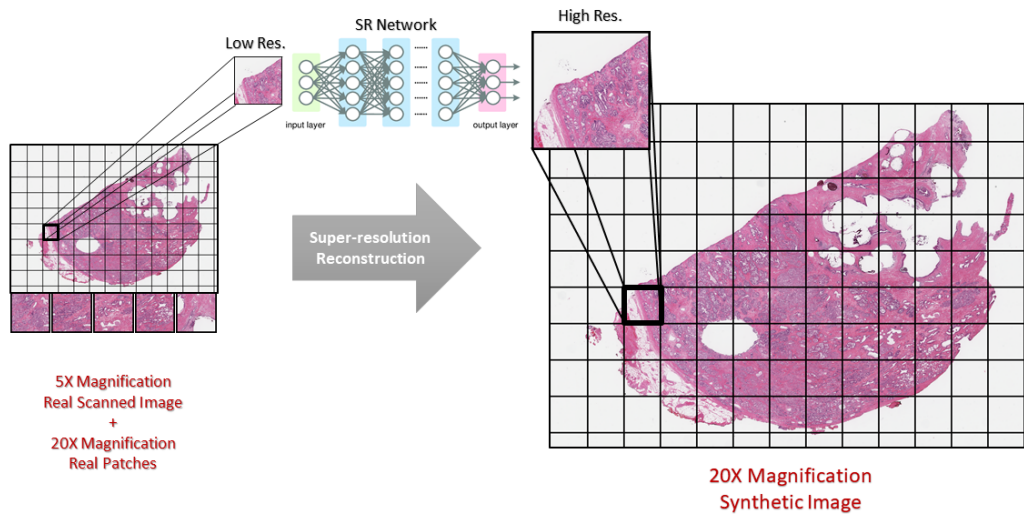 SR Network
High Res.
Low Res.
......
......
......
......
input layer
output layer
Super-resolution
Reconstruction
5X Magnification
Real Scanned Image
+
20X Magnification
Real Patches
20X Magnification
Synthetic Image